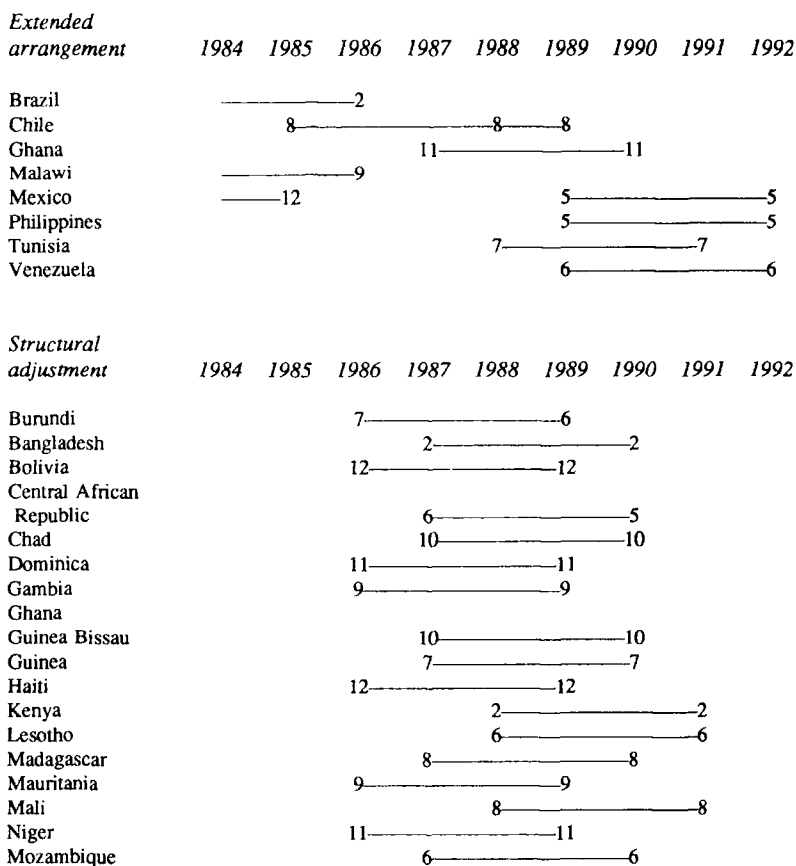 Extended
arrangement 1984 1985 1986 1987 1988 1989 1990 1991 1992
Brazil 2
Chile 8 8 8
Ghana 11 11
Malawi 9
Mexico 12 5 5
Philippines 5 5
Tunisia 7 7
Venezuela 6 6
Structural
adjustment 1984 1985 1986 1987 1988 1989 1990 1991 1992
Burundi 7 6
Bangladesh 2 2
Bolivia 12 12
Central African
Republic 6 5
Chad 10 10
Dominica 11 11
Gambia 9 9
Ghana
Guinea Bissau 10 10
Guinea 7 7
Haiti 12 12
Kenya 2 2
Lesotho 6 6
Madagascar 8 8
Mauritania 9 9
Mali 8 8
Niger 11 11
Mozambique 6 6